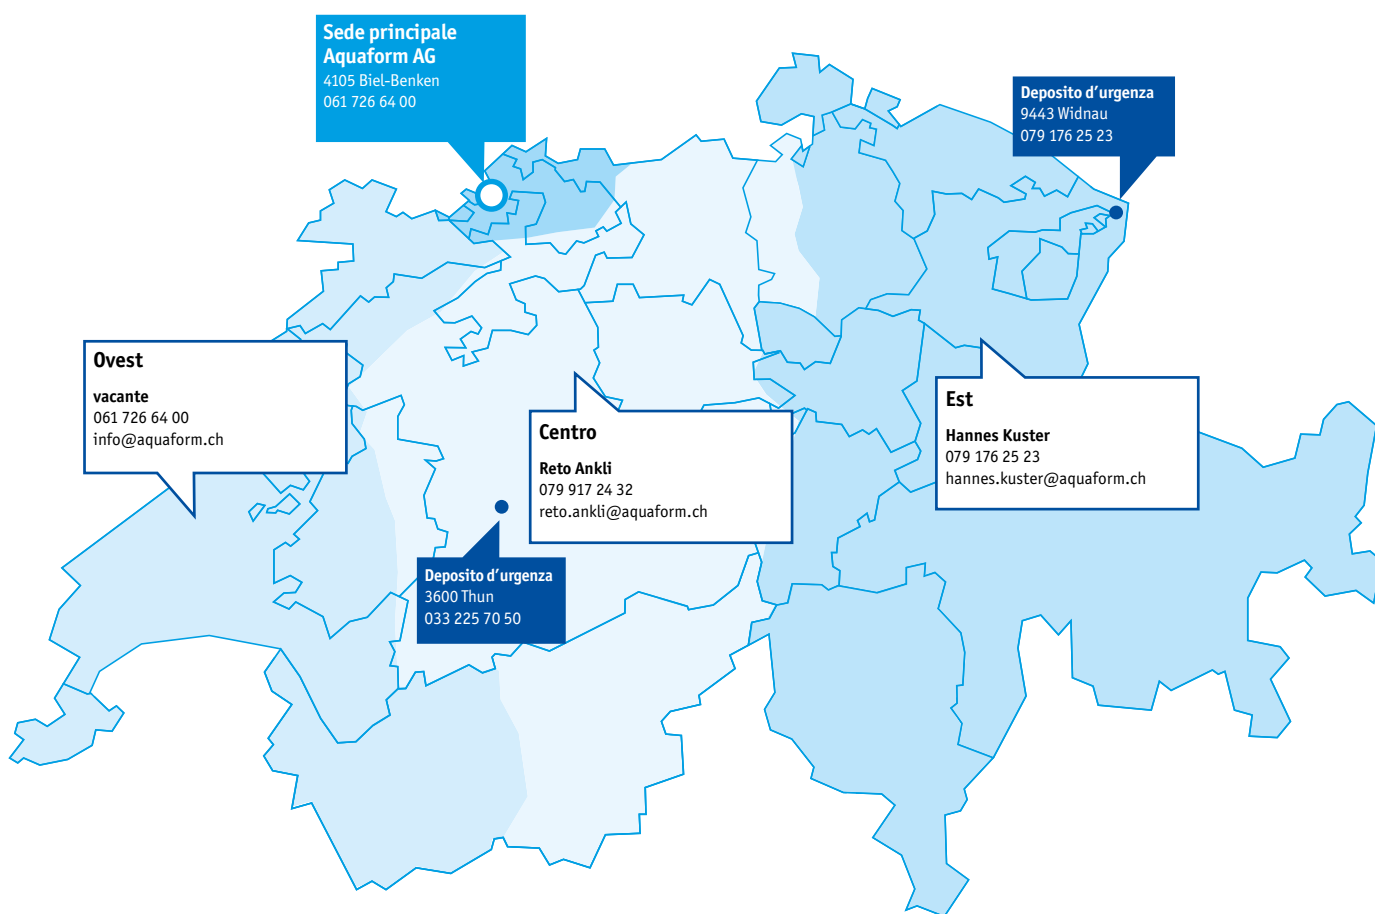 Sede principale
Aquaform AG
4105 Biel-Benken
061 726 64 00
Deposito d'urgenza
9443 Widnau
079 176 25 23
Ovest
vacante
061 726 64 00
info@aquaform.ch
Centro
Reto Ankli
079 917 24 32
reto.ankli@aquaform.ch
Est
Hannes Kuster
079 176 25 23
hannes.kuster@aquaform.ch
Deposito d'urgenza
3600 Thun
033 225 70 50